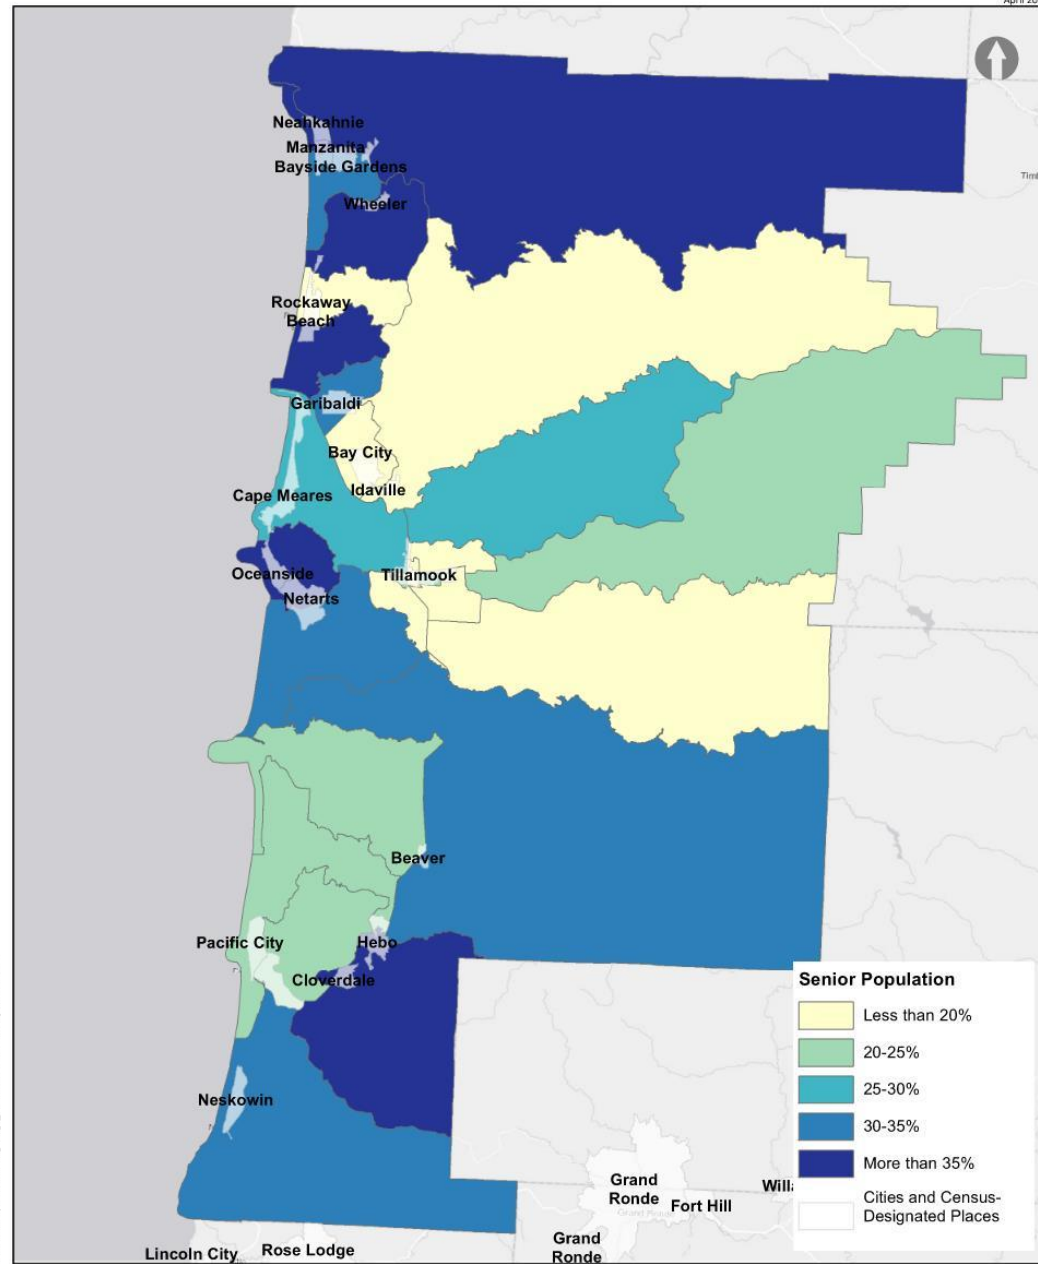 Neahkahnie
Manzanita
Bayside Gardens
Wheeler
Rockaway
Beach
Garibaldi
Bay City
Idaville
Cape Meares
Oceanside
Tillamook
Netarts
Beaver
Pacific City
Hebo
Cloverdale
Neskowin
Senior Population
Less than 20%
20-25%
25-30%
30-35%
More than 35%
Cities and Census-
Designated Places
Grand
Ronde
Grand Ronde
Fort Hill
Grand
Ronde
Lincoln City
Rose Lodge